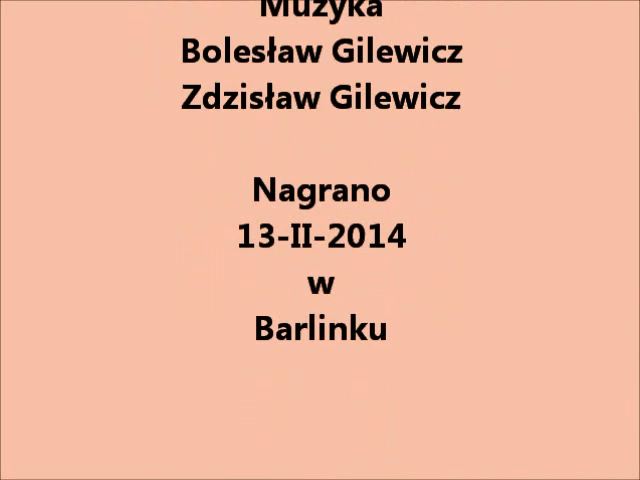 Muzyka
Bolesław Gilewicz
Zdzisław Gilewicz
Nagrano
13-II-2014
w
Barlinku